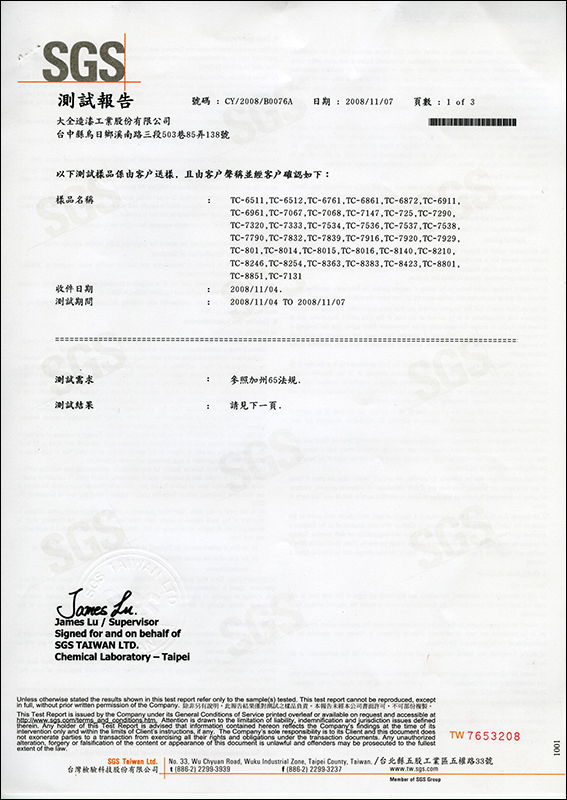 SGS
測試報告
號碼 : CY/2008/B0076A 日期 : 2008/11/07 頁數 : 1 of 3
大全造漆工業股份有限公司
台中縣烏日鄉溪南路三段503巷85弄138號
以下測試樣品係由客戶送樣，且由客戶聲稱並經客戶確認如下：
樣品名稱 : TC-6511,TC-6512,TC-6761,TC-6861,TC-6872,TC-6911,
TC-6961,TC-7067,TC-7068,TC-7147,TC-725,TC-7290,
TC-7320,TC-7333,TC-7534,TC-7536,TC-7537,TC-7538,
TC-7790,TC-7832,TC-7839,TC-7916,TC-7920,TC-7929,
TC-801,TC-8014,TC-8015,TC-8016,TC-8140,TC-8210,
TC-8246,TC-8254,TC-8363,TC-8383,TC-8423,TC-8801,
TC-8851,TC-7131
收件日期 : 2008/11/04.
測試期間 : 2008/11/04 TO 2008/11/07
測試需求 : 參照加州65法規.
測試結果 : 請見下一頁.
James Lu.
James Lu / Supervisor
Signed for and on behalf of
SGS TAIWAN LTD.
Chemical Laboratory – Taipei
Unless otherwise stated the results shown in this test report refer only to the sample(s) tested. This test report cannot be reproduced, except
in full, without prior written permission of the Company. 除非另有說明，此報告結果僅對測試之樣品負責。本報告未經本公司書面許可，不可部份複製。
This Test Report is issued by the Company under its General Conditions of Service printed overleaf or available on request and accessible at
http://www.sgs.com/terms_and_conditions.htm. Attention is drawn to the limitation of liability, indemnification and jurisdiction issues defined
therein. Any holder of this Test Report is advised that information contained hereon reflects the Company's findings at the time of its
intervention only and within the limits of Client's instructions, if any. The Company's sole responsibility is to its Client and this document does
not exonerate parties to a transaction from exercising all their rights and obligations under the transaction documents. Any unauthorized
alteration, forgery or falsification of the content or appearance of this document is unlawful and offenders may be prosecuted to the fullest
extent of the law.
TW 7653208
1001
SGS Taiwan Ltd. No. 33, Wu Chyuan Road, Wuku Industrial Zone, Taipei County, Taiwan. /台北縣五股工業區五權路33號
台灣檢驗科技股份有限公司 t (886-2) 2299-3939 f (886-2) 2299-3237 www.tw.sgs.com
Member of SGS Group